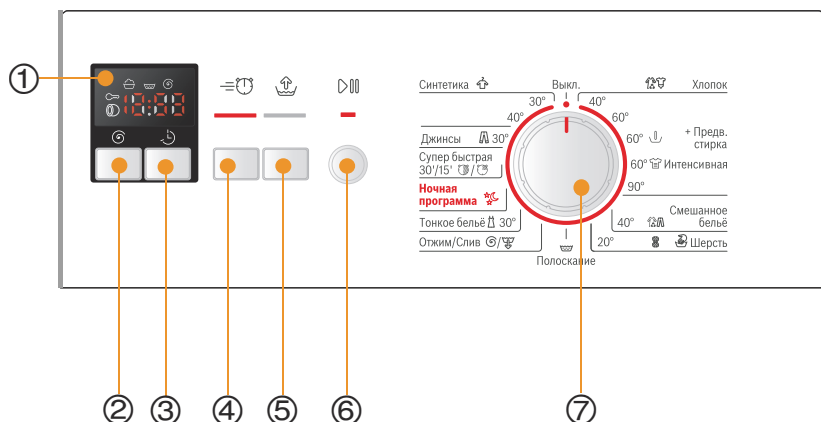 ①
18:88
Синтетика
Выкл.
Хлопок
30°
40°
40°
60°
Джинсы 30°
60° + Предв.
стирка
Супер быстрая
30'/15' /
60° Интенсивная
Ночная
программа
90°
Смешанное
40° бельё
Тонкое бельё 30°
Отжим/Слив /
20° Шерсть
Полоскание
② ③ ④ ⑤ ⑥ ⑦